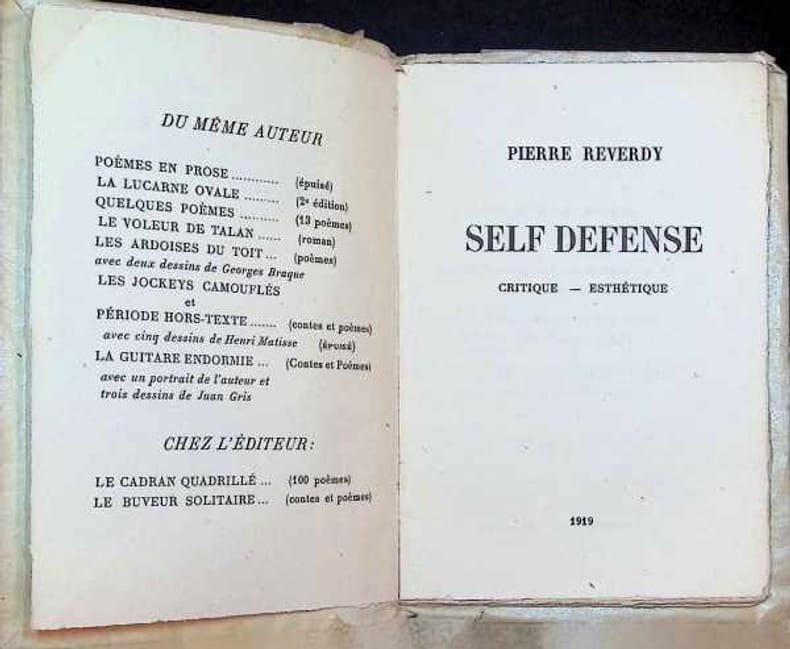 DU MÊME AUTEUR
POÈMES EN PROSE ............ (épuisé)
LA LUCARNE OVALE ......... (2e édition)
QUELQUES POÈMES .......... (13 poèmes)
LE VOLEUR DE TALAN ...... (roman)
LES ARDOISES DU TOIT ... (poèmes)
avec deux dessins de Georges Braque
LES JOCKEYS CAMOUFLÉS
et
PÉRIODE HORS-TEXTE ....... (contes et poèmes)
avec cinq dessins de Henri Matisse (épuisé)
LA GUITARE ENDORMIE ... (Contes et Poèmes)
avec un portrait de l'auteur et
trois dessins de Juan Gris
CHEZ L'ÉDITEUR:
LE CADRAN QUADRILLÉ ... (100 poèmes)
LE BUVEUR SOLITAIRE ... (contes et poèmes)
PIERRE REVERDY
SELF DEFENSE
CRITIQUE — ESTHÉTIQUE
1919